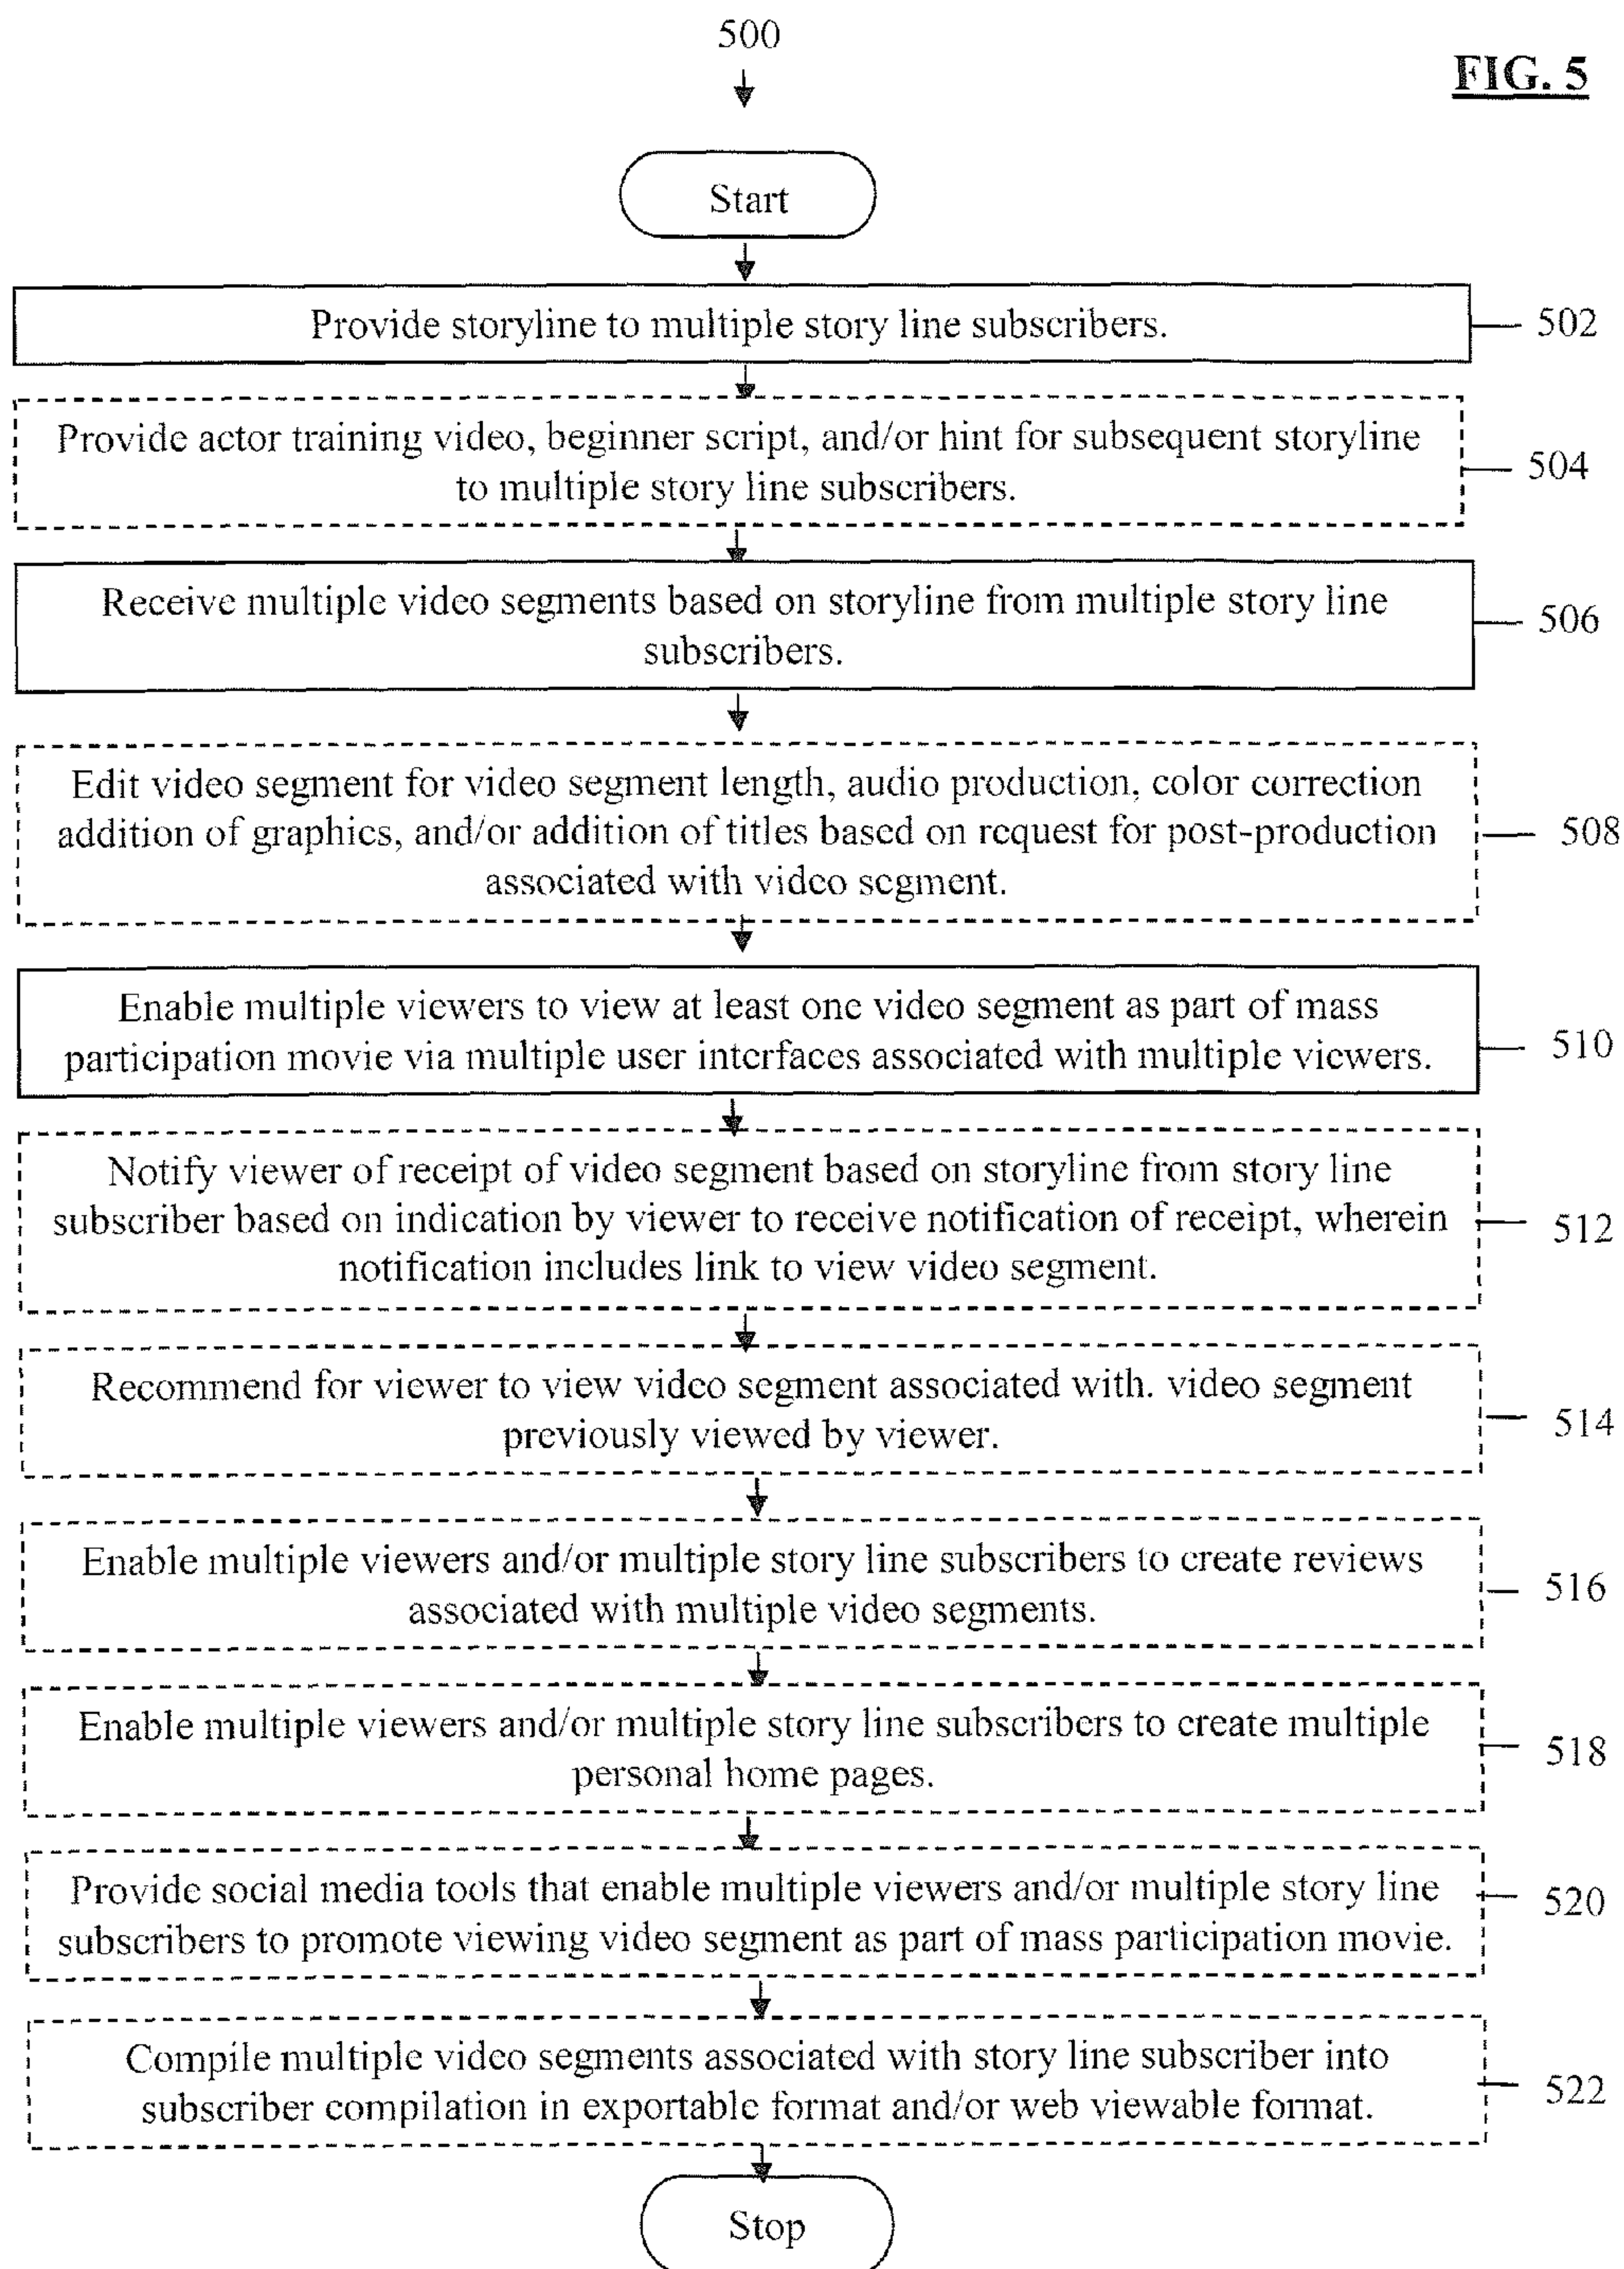 500
FIG. 5
Start
Provide storyline to multiple story line subscribers.
502
Provide actor training video, beginner script, and/or hint for subsequent storyline
to multiple story line subscribers.
504
Receive multiple video segments based on storyline from multiple story line
subscribers.
506
Edit video segment for video segment length, audio production, color correction
addition of graphics, and/or addition of titles based on request for post-production
associated with video segment.
508
Enable multiple viewers to view at least one video segment as part of mass
participation movie via multiple user interfaces associated with multiple viewers.
510
Notify viewer of receipt of video segment based on storyline from story line
subscriber based on indication by viewer to receive notification of receipt, wherein
notification includes link to view video segment.
512
Recommend for viewer to view video segment associated with. video segment
previously viewed by viewer.
514
Enable multiple viewers and/or multiple story line subscribers to create reviews
associated with multiple video segments.
516
Enable multiple viewers and/or multiple story line subscribers to create multiple
personal home pages.
518
Provide social media tools that enable multiple viewers and/or multiple story line
subscribers to promote viewing video segment as part of mass participation movie.
520
Compile multiple video segments associated with story line subscriber into
subscriber compilation in exportable format and/or web viewable format.
522
Stop